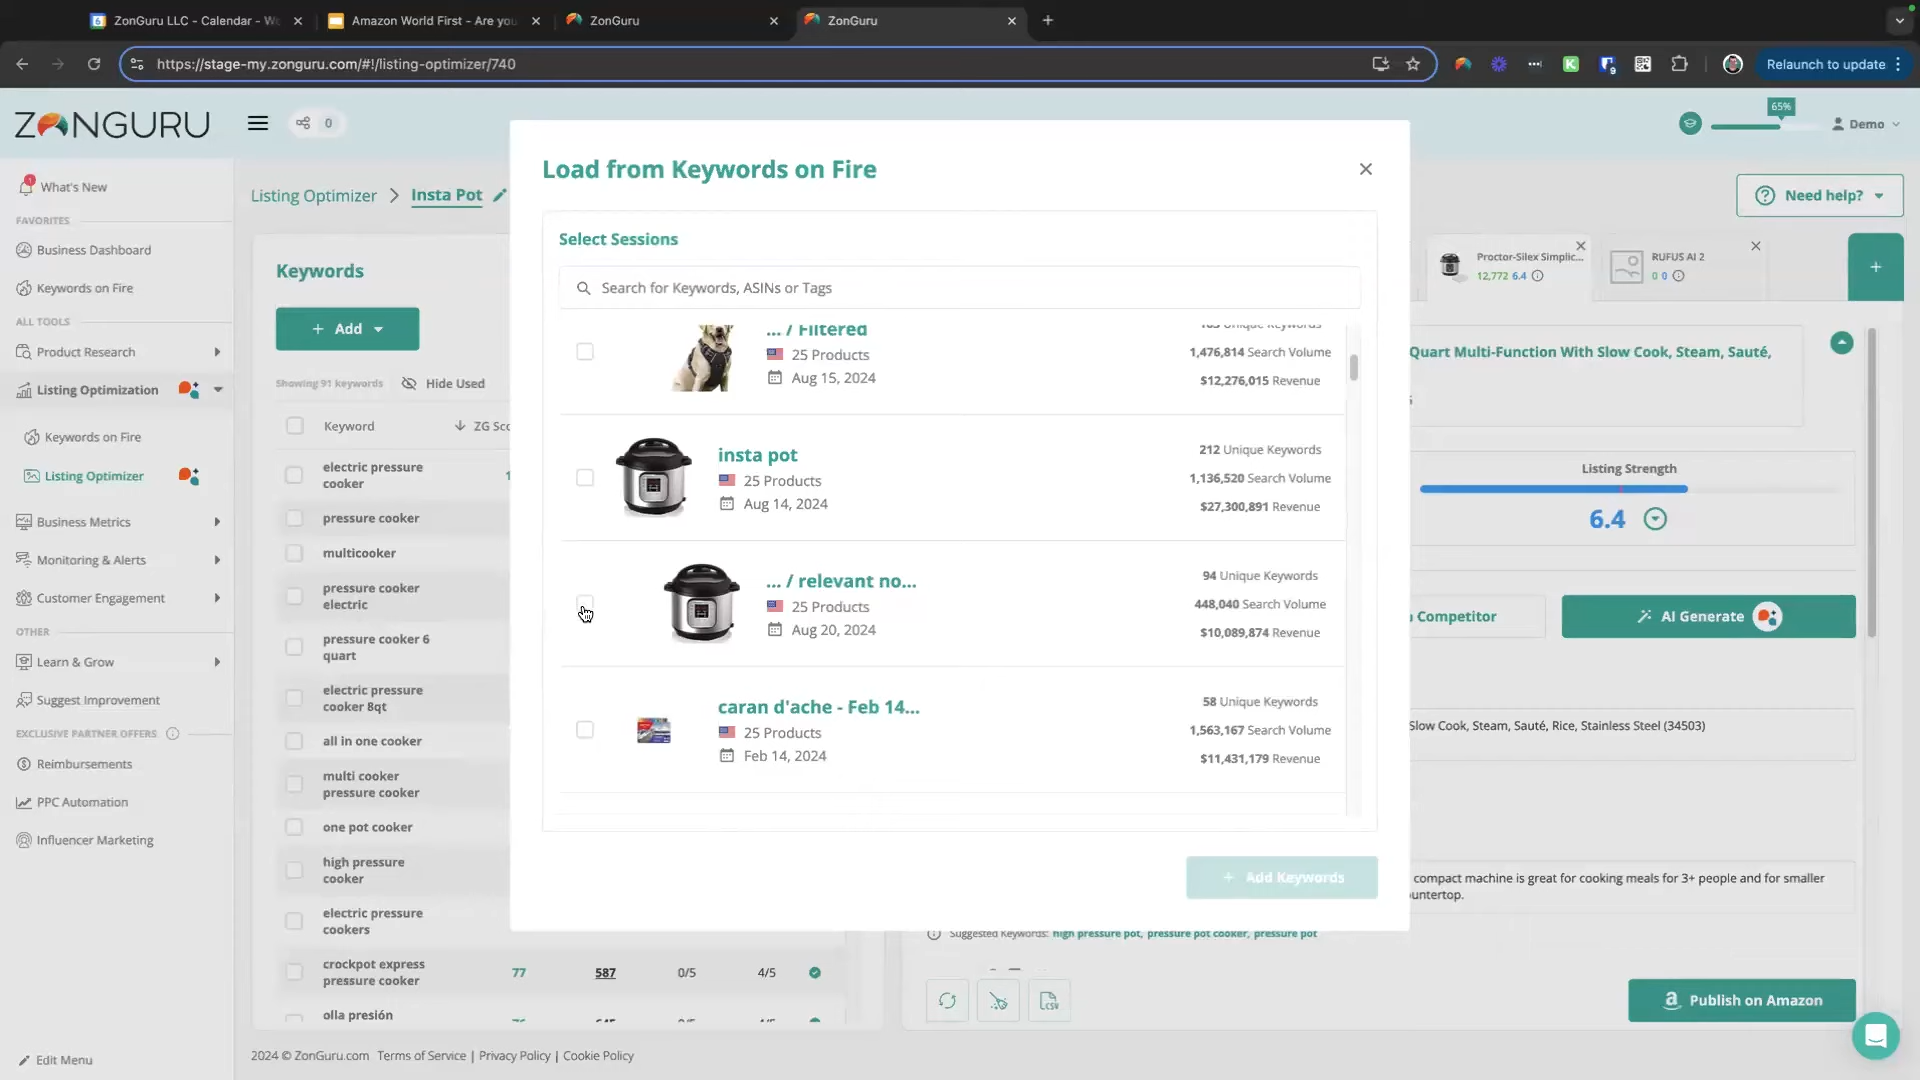 ZonGuru LLC - Calendar - We
Amazon World First - Are you
ZonGuru
ZonGuru
https://stage-my.zonguru.com/#!/listing-optimizer/740
Relaunch to update
ZONGURU
0
65%
Demo
What's New
FAVORITES
Business Dashboard
Keywords on Fire
ALL TOOLS
Product Research
Listing Optimization
Keywords on Fire
Listing Optimizer
Business Metrics
Monitoring & Alerts
Customer Engagement
OTHER
Learn & Grow
Suggest Improvement
EXCLUSIVE PARTNER OFFERS
Reimbursements
PPC Automation
Influencer Marketing
Edit Menu
Listing Optimizer > Insta Pot
Need help?
Keywords
+ Add
Showing 91 keywords
Hide Used
Keyword
ZG Sco
electric pressure
cooker
pressure cooker
multicooker
pressure cooker
electric
pressure cooker 6
quart
electric pressure
cooker 8qt
all in one cooker
multi cooker
pressure cooker
one pot cooker
high pressure
cooker
electric pressure
cookers
crockpot express
pressure cooker
77
587
0/5
4/5
olla presión
Load from Keywords on Fire
Select Sessions
Search for Keywords, ASINs or Tags
... / Filtered
25 Products
Aug 15, 2024
Unique Keywords
1,476,814 Search Volume
$12,276,015 Revenue
insta pot
25 Products
Aug 14, 2024
212 Unique Keywords
1,136,520 Search Volume
$27,300,891 Revenue
... / relevant no...
25 Products
Aug 20, 2024
94 Unique Keywords
448,040 Search Volume
$10,089,874 Revenue
caran d'ache - Feb 14...
25 Products
Feb 14, 2024
58 Unique Keywords
1,563,167 Search Volume
$11,431,179 Revenue
+ Add Keywords
Proctor-Silex Simplic...
12,772 6.4
RUFUS AI 2
0 0
+
Quart Multi-Function With Slow Cook, Steam, Sauté,
Listing Strength
6.4
Competitor
AI Generate
Slow Cook, Steam, Sauté, Rice, Stainless Steel (34503)
compact machine is great for cooking meals for 3+ people and for smaller
untertop.
Suggested Keywords: high pressure pot, pressure pot cooker, pressure pot
CSV
Publish on Amazon
2024 © ZonGuru.com Terms of Service | Privacy Policy | Cookie Policy